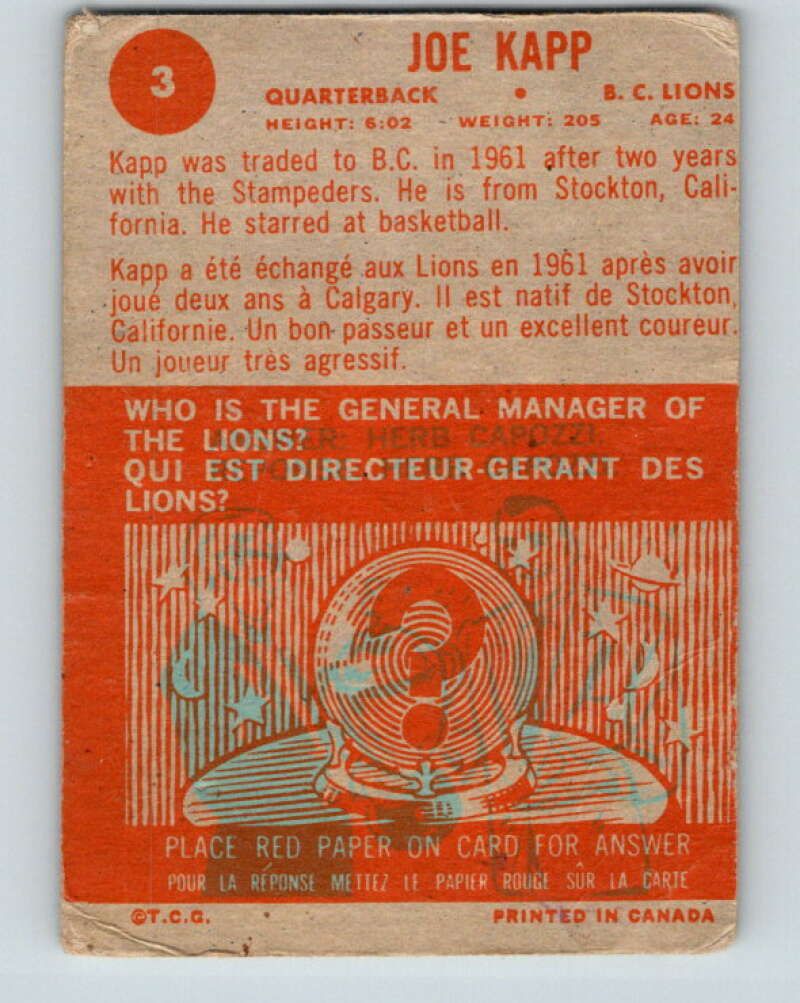 3
JOE KAPP
QUARTERBACK • B. C. LIONS
HEIGHT: 6:02 WEIGHT: 205 AGE: 24
Kapp was traded to B.C. in 1961 after two years
with the Stampeders. He is from Stockton, Cali-
fornia. He starred at basketball.
Kapp a été échangé aux Lions en 1961 après avoir
joué deux ans à Calgary. Il est natif de Stockton,
Californie. Un bon passeur et un excellent coureur.
Un joueur très agressif.
WHO IS THE GENERAL MANAGER OF
THE LIONS?
ANSWER: HERB CAPOZZI.
QUI EST DIRECTEUR-GERANT DES
LIONS?
?
PLACE RED PAPER ON CARD FOR ANSWER
POUR LA RÉPONSE METTEZ LE PAPIER ROUGE SÛR LA CARTE
©T.C.G. PRINTED IN CANADA